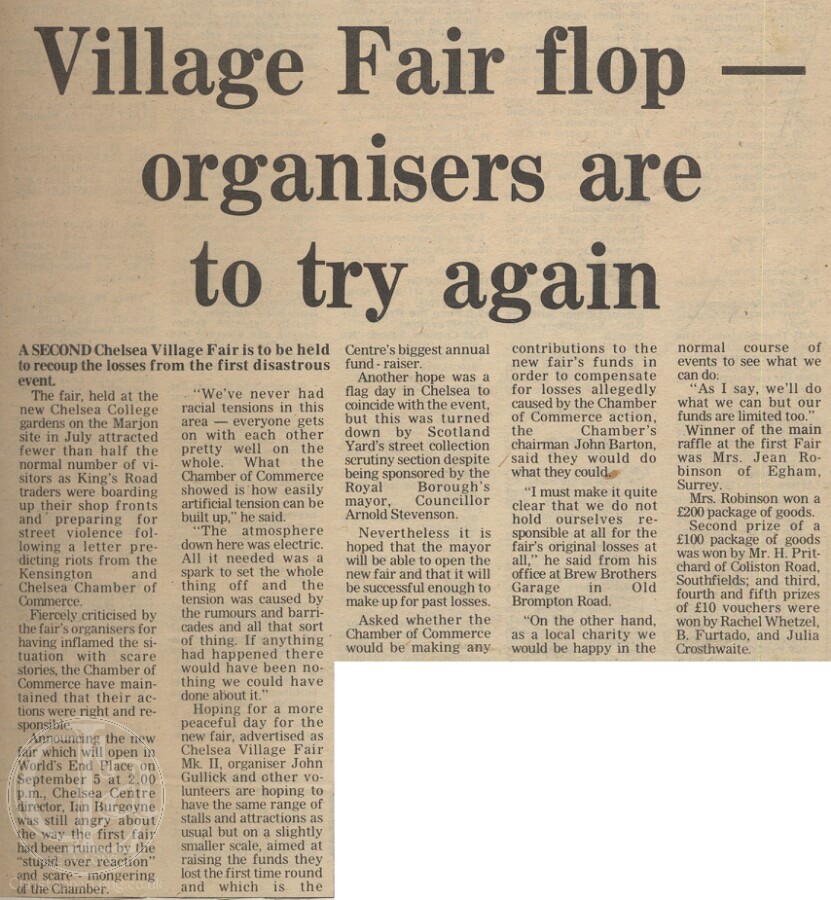 Village Fair flop —
organisers are
to try again
A SECOND Chelsea Village Fair is to be held
to recoup the losses from the first disastrous
event.
The fair, held at the
new Chelsea College
gardens on the Marjon
site in July attracted
fewer than half the
normal number of vi-
sitors as King's Road
traders were boarding
up their shop fronts
and preparing for
street violence fol-
lowing a letter pre-
dicting riots from the
Kensington and
Chelsea Chamber of
Commerce.
Fiercely criticised by
the fair's organisers for
having inflamed the si-
tuation with scare
stories, the Chamber of
Commerce have main-
tained that their ac-
tions were right and re-
sponsible.
Announcing the new
fair which will open in
World's End Place on
September 5 at 2.00
p.m., Chelsea Centre
director, Ian Burgoyne
was still angry about
the way the first fair
had been ruined by the
"stupid over reaction"
and scare - mongering
of the Chamber.
"We've never had
racial tensions in this
area — everyone gets
on with each other
pretty well on the
whole. What the
Chamber of Commerce
showed is how easily
artificial tension can be
built up," he said.
"The atmosphere
down here was electric.
All it needed was a
spark to set the whole
thing off and the
tension was caused by
the rumours and barri-
cades and all that sort
of thing. If anything
had happened there
would have been no-
thing we could have
done about it."
Hoping for a more
peaceful day for the
new fair, advertised as
Chelsea Village Fair
Mk. II, organiser John
Gullick and other vo-
lunteers are hoping to
have the same range of
stalls and attractions as
usual but on a slightly
smaller scale, aimed at
raising the funds they
lost the first time round
and which is the
Centre's biggest annual
fund - raiser.
Another hope was a
flag day in Chelsea to
coincide with the event,
but this was turned
down by Scotland
Yard's street collection
scrutiny section despite
being sponsored by the
Royal Borough's
mayor, Councillor
Arnold Stevenson.
Nevertheless it is
hoped that the mayor
will be able to open the
new fair and that it will
be successful enough to
make up for past losses.
Asked whether the
Chamber of Commerce
would be making any
contributions to the
new fair's funds in
order to compensate
for losses allegedly
caused by the Chamber
of Commerce action,
the Chamber's
chairman John Barton,
said they would do
what they could.
"I must make it quite
clear that we do not
hold ourselves re-
sponsible at all for the
fair's original losses at
all," he said from his
office at Brew Brothers
Garage in Old
Brompton Road.
"On the other hand,
as a local charity we
would be happy in the
normal course of
events to see what we
can do.
"As I say, we'll do
what we can but our
funds are limited too."
Winner of the main
raffle at the first Fair
was Mrs. Jean Ro-
binson of Egham,
Surrey.
Mrs. Robinson won a
£200 package of goods.
Second prize of a
£100 package of goods
was won by Mr. H. Prit-
chard of Coliston Road,
Southfields; and third,
fourth and fifth prizes
of £10 vouchers were
won by Rachel Whetzel,
B. Furtado, and Julia
Crosthwaite.